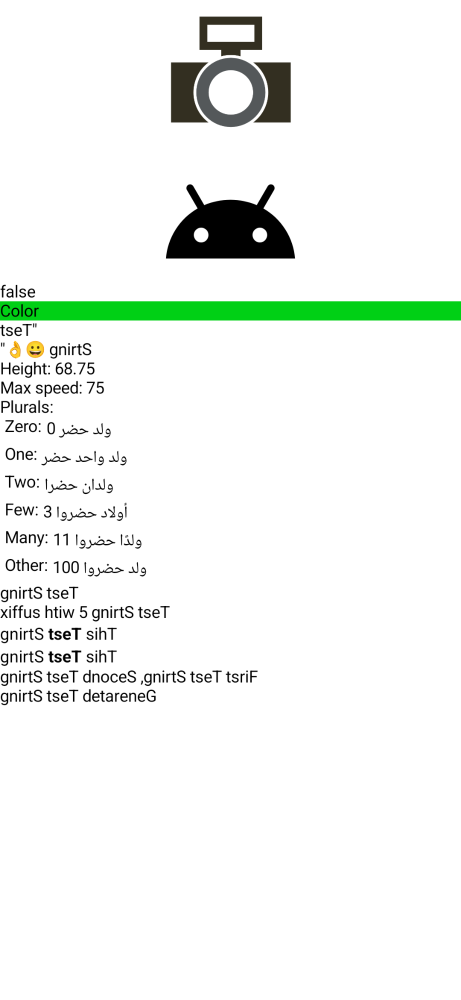 false
Color
tseT"
"👌😀 gnirtS
Height: 68.75
Max speed: 75
Plurals:
Zero: 0 ولد حضر
One: ولد واحد حضر
Two: ولدان حضرا
Few: 3 أولاد حضروا
Many: 11 ولدًا حضروا
Other: 100 ولد حضروا
gnirtS tseT
xiffus htiw 5 gnirtS tseT
gnirtS tseT sihT
gnirtS tseT sihT
gnirtS tseT dnoceS ,gnirtS tseT tsriF
gnirtS tseT detareneG